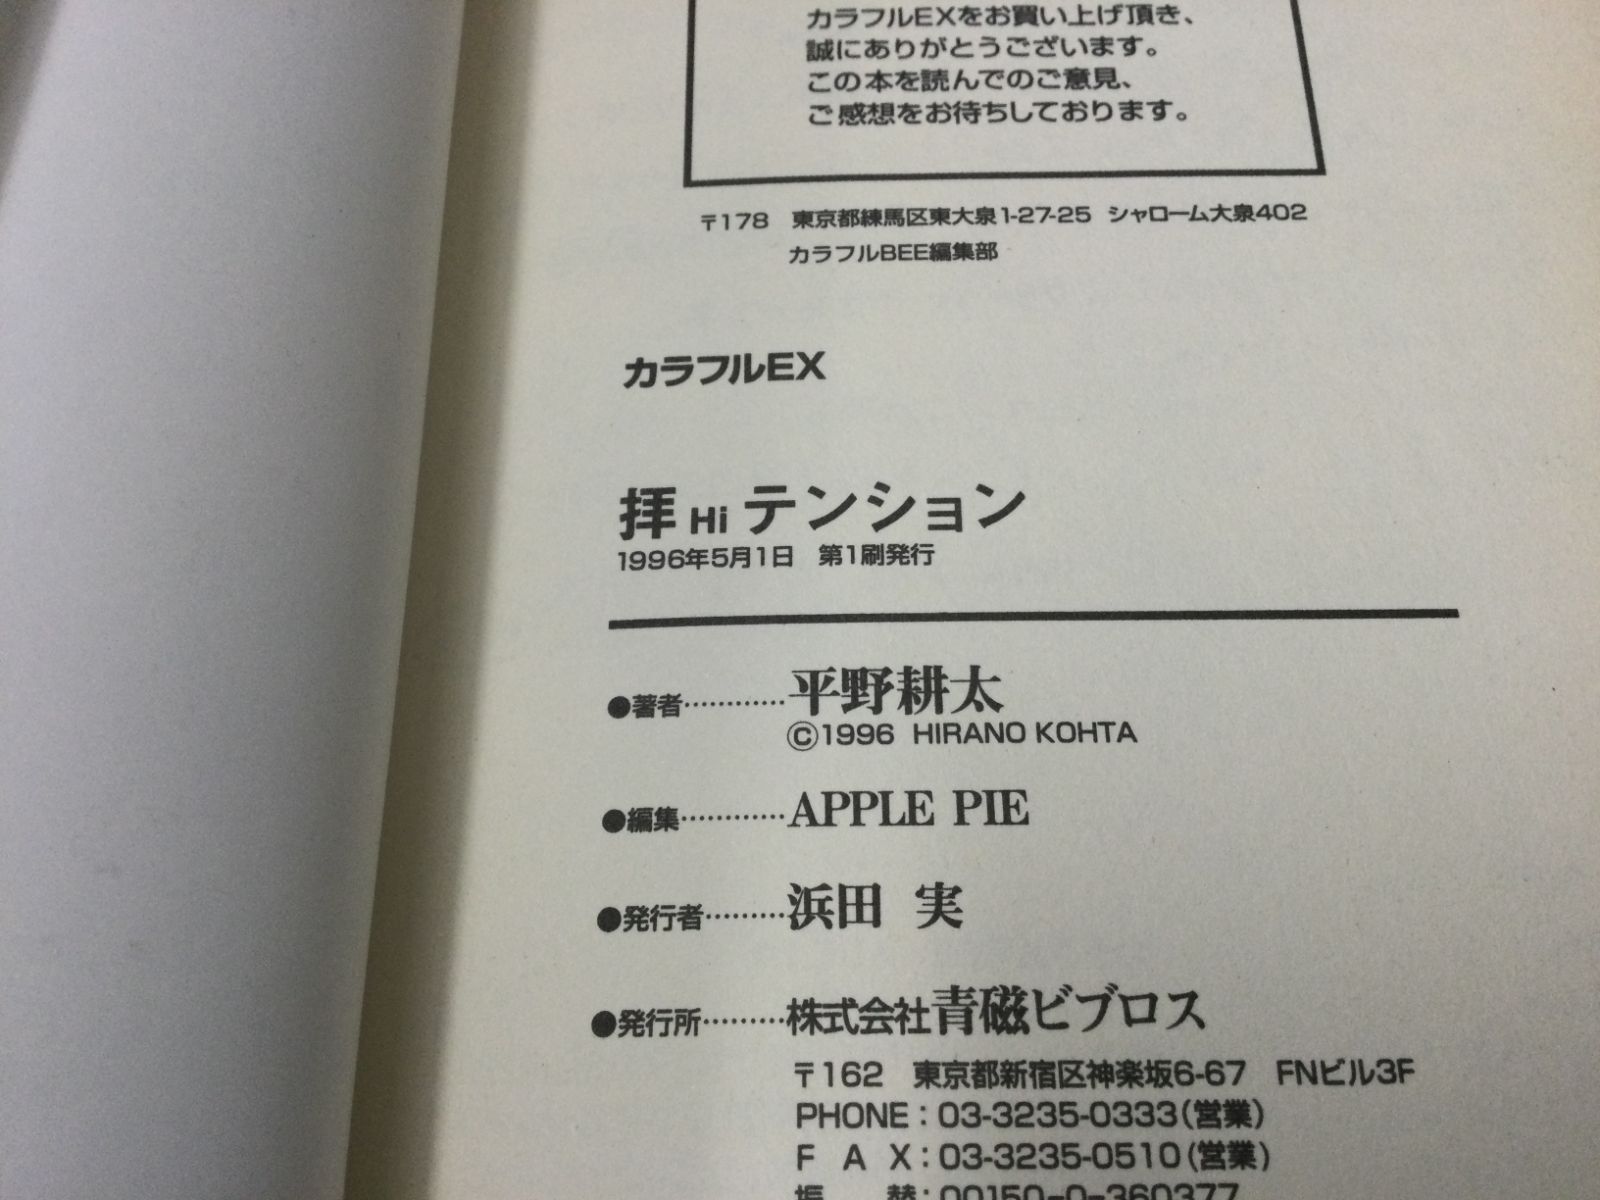 カラフルEXをお買い上げ頂き、
誠にありがとうございます。
この本を読んでのご意見、
ご感想をお待ちしております。
〒178 東京都練馬区東大泉1-27-25 シャローム大泉402
カラフルBEE編集部
カラフルEX
拝 Hi テンション
1996年5月1日 第1刷発行
●著者…………平野耕太
©1996 HIRANO KOHTA
●編集…………APPLE PIE
●発行者………浜田 実
●発行所………株式会社青磁ビブロス
〒162 東京都新宿区神楽坂6-67 FNビル3F
PHONE：03-3235-0333(営業)
F A X：03-3235-0510(営業)
振 替：00150-0-360377